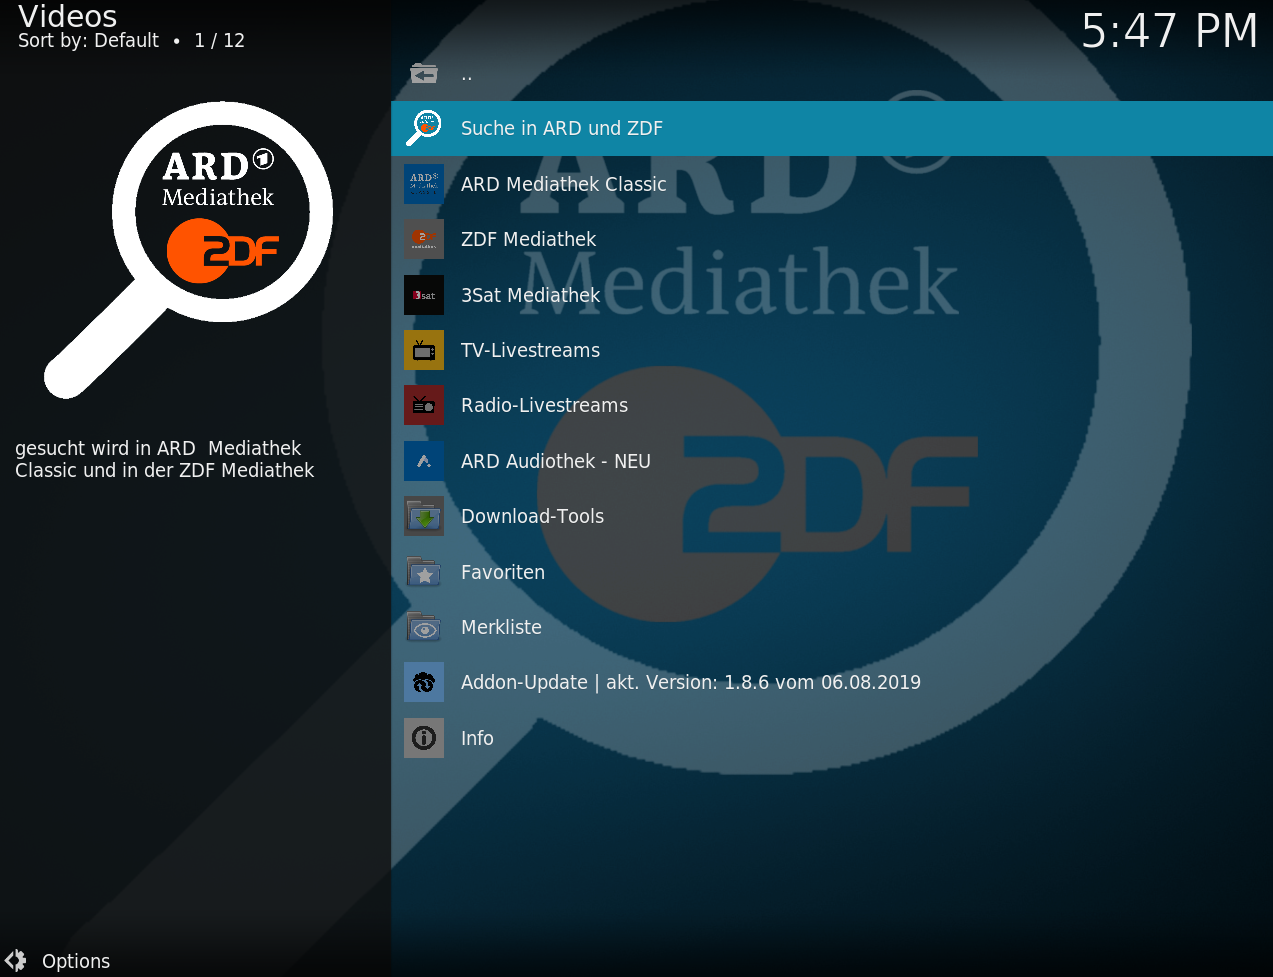 Videos
Sort by: Default • 1 / 12
5:47 PM
ARD
Mediathek
ZDF
gesucht wird in ARD  Mediathek
Classic und in der ZDF Mediathek
..
Suche in ARD und ZDF
ARD Mediathek Classic
ZDF Mediathek
3Sat Mediathek
TV-Livestreams
Radio-Livestreams
ARD Audiothek - NEU
Download-Tools
Favoriten
Merkliste
Addon-Update | akt. Version: 1.8.6 vom 06.08.2019
Info
ARD
Mediathek
ZDF
Options